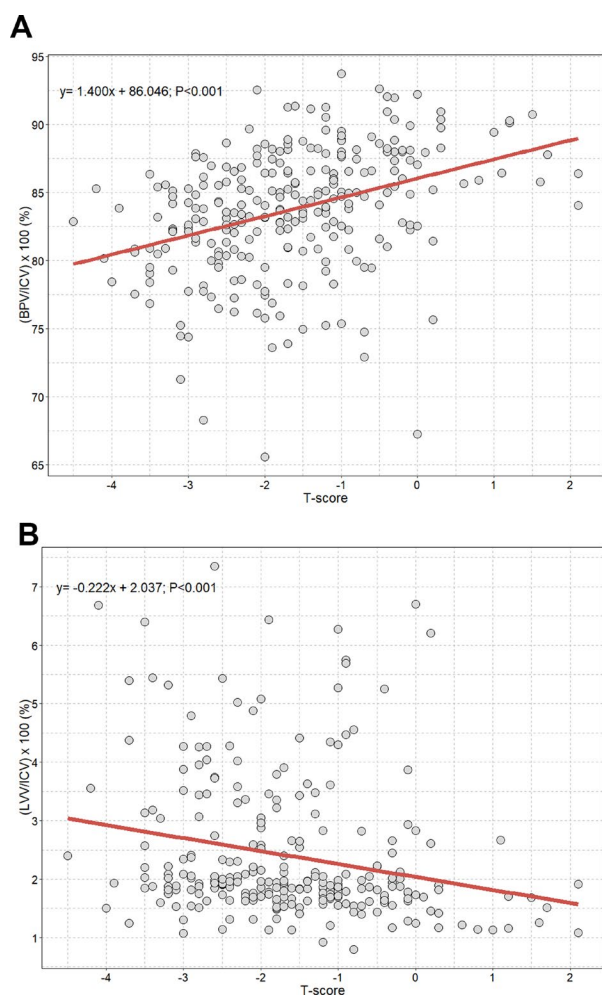 A
95
y= 1.400x + 86.046; P<0.001
90
85
80
75
70
65
(BPV/ICV) x 100 (%)
-4 -3 -2 -1 0 1 2
T-score
B
7
y= -0.222x + 2.037; P<0.001
6
5
4
3
2
1
(LVV/ICV) x 100 (%)
-4 -3 -2 -1 0 1 2
T-score